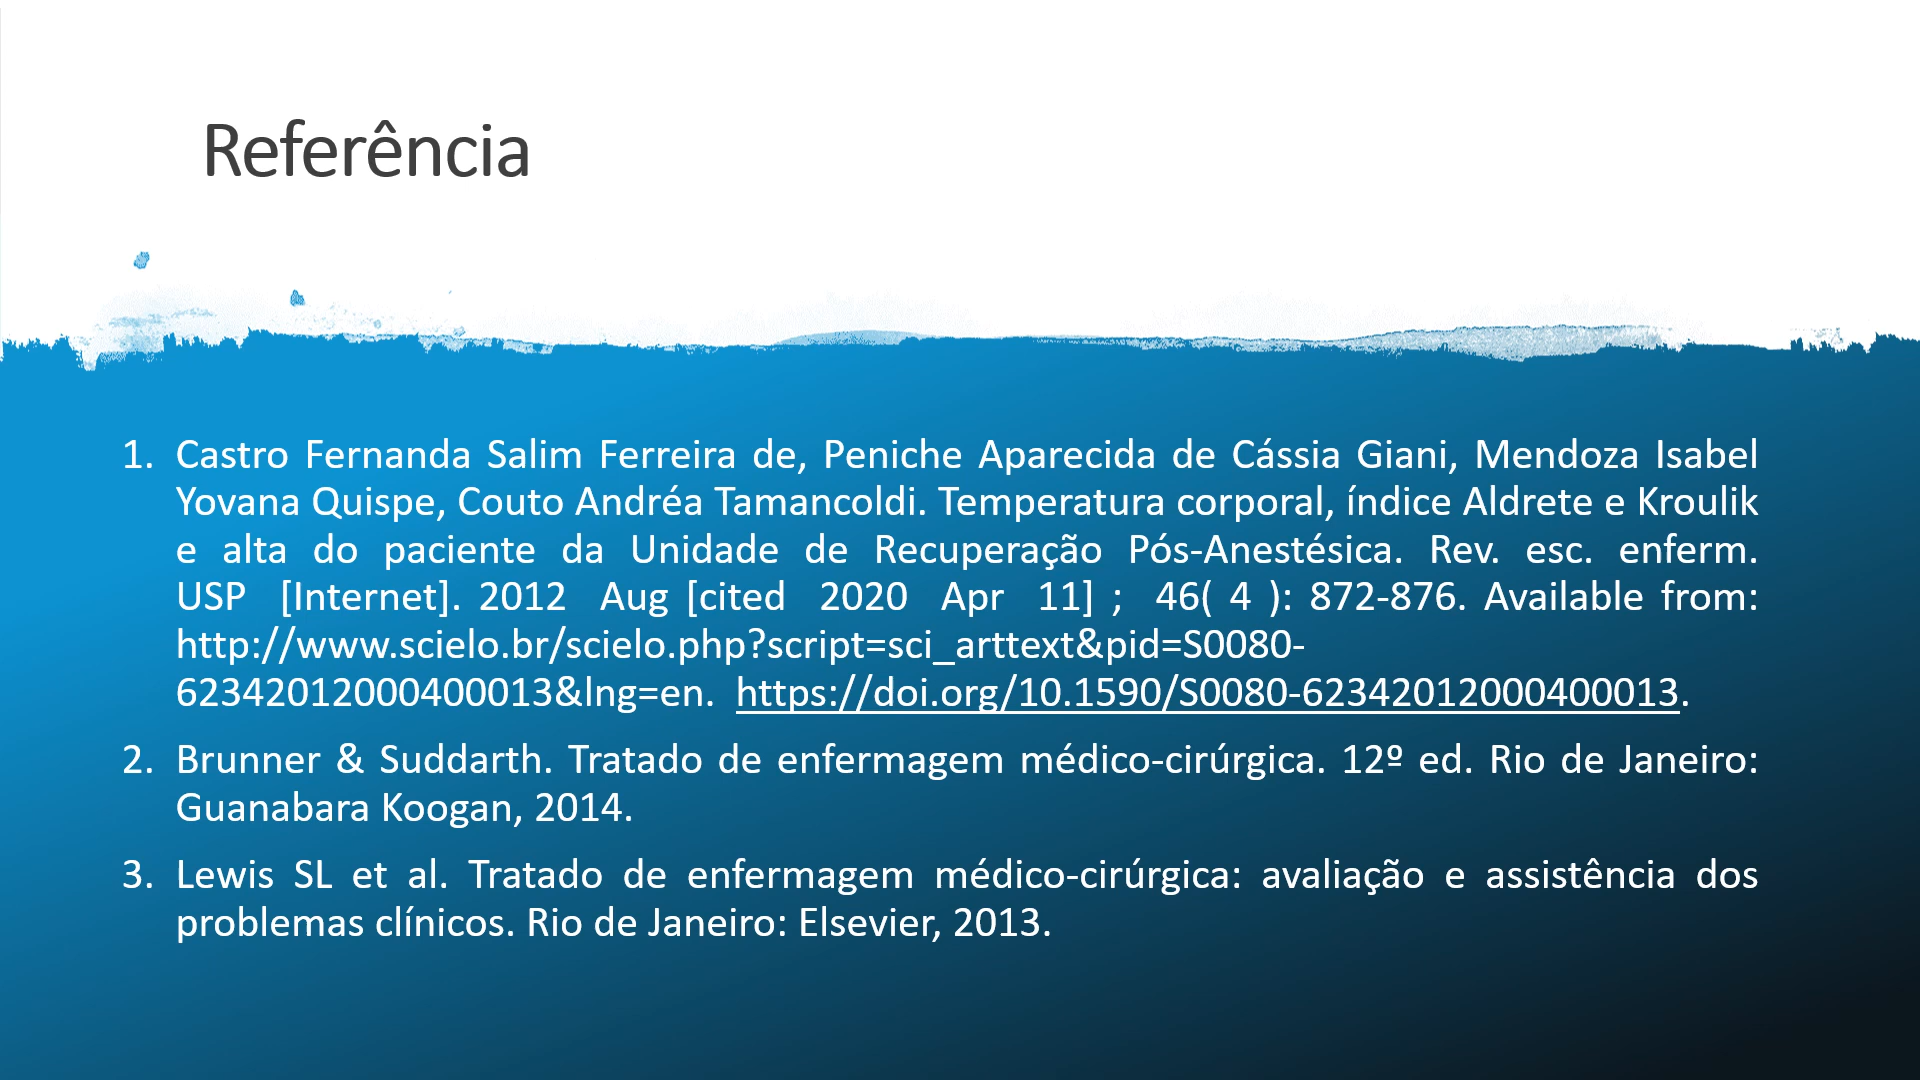 Referência
1. Castro Fernanda Salim Ferreira de, Peniche Aparecida de Cássia Giani, Mendoza Isabel
Yovana Quispe, Couto Andréa Tamancoldi. Temperatura corporal, índice Aldrete e Kroulik
e alta do paciente da Unidade de Recuperação Pós-Anestésica. Rev. esc. enferm.
USP [Internet]. 2012 Aug [cited 2020 Apr 11] ; 46( 4 ): 872-876. Available from:
http://www.scielo.br/scielo.php?script=sci_arttext&pid=S0080-
62342012000400013&lng=en. https://doi.org/10.1590/S0080-62342012000400013.
2. Brunner & Suddarth. Tratado de enfermagem médico-cirúrgica. 12º ed. Rio de Janeiro:
Guanabara Koogan, 2014.
3. Lewis SL et al. Tratado de enfermagem médico-cirúrgica: avaliação e assistência dos
problemas clínicos. Rio de Janeiro: Elsevier, 2013.